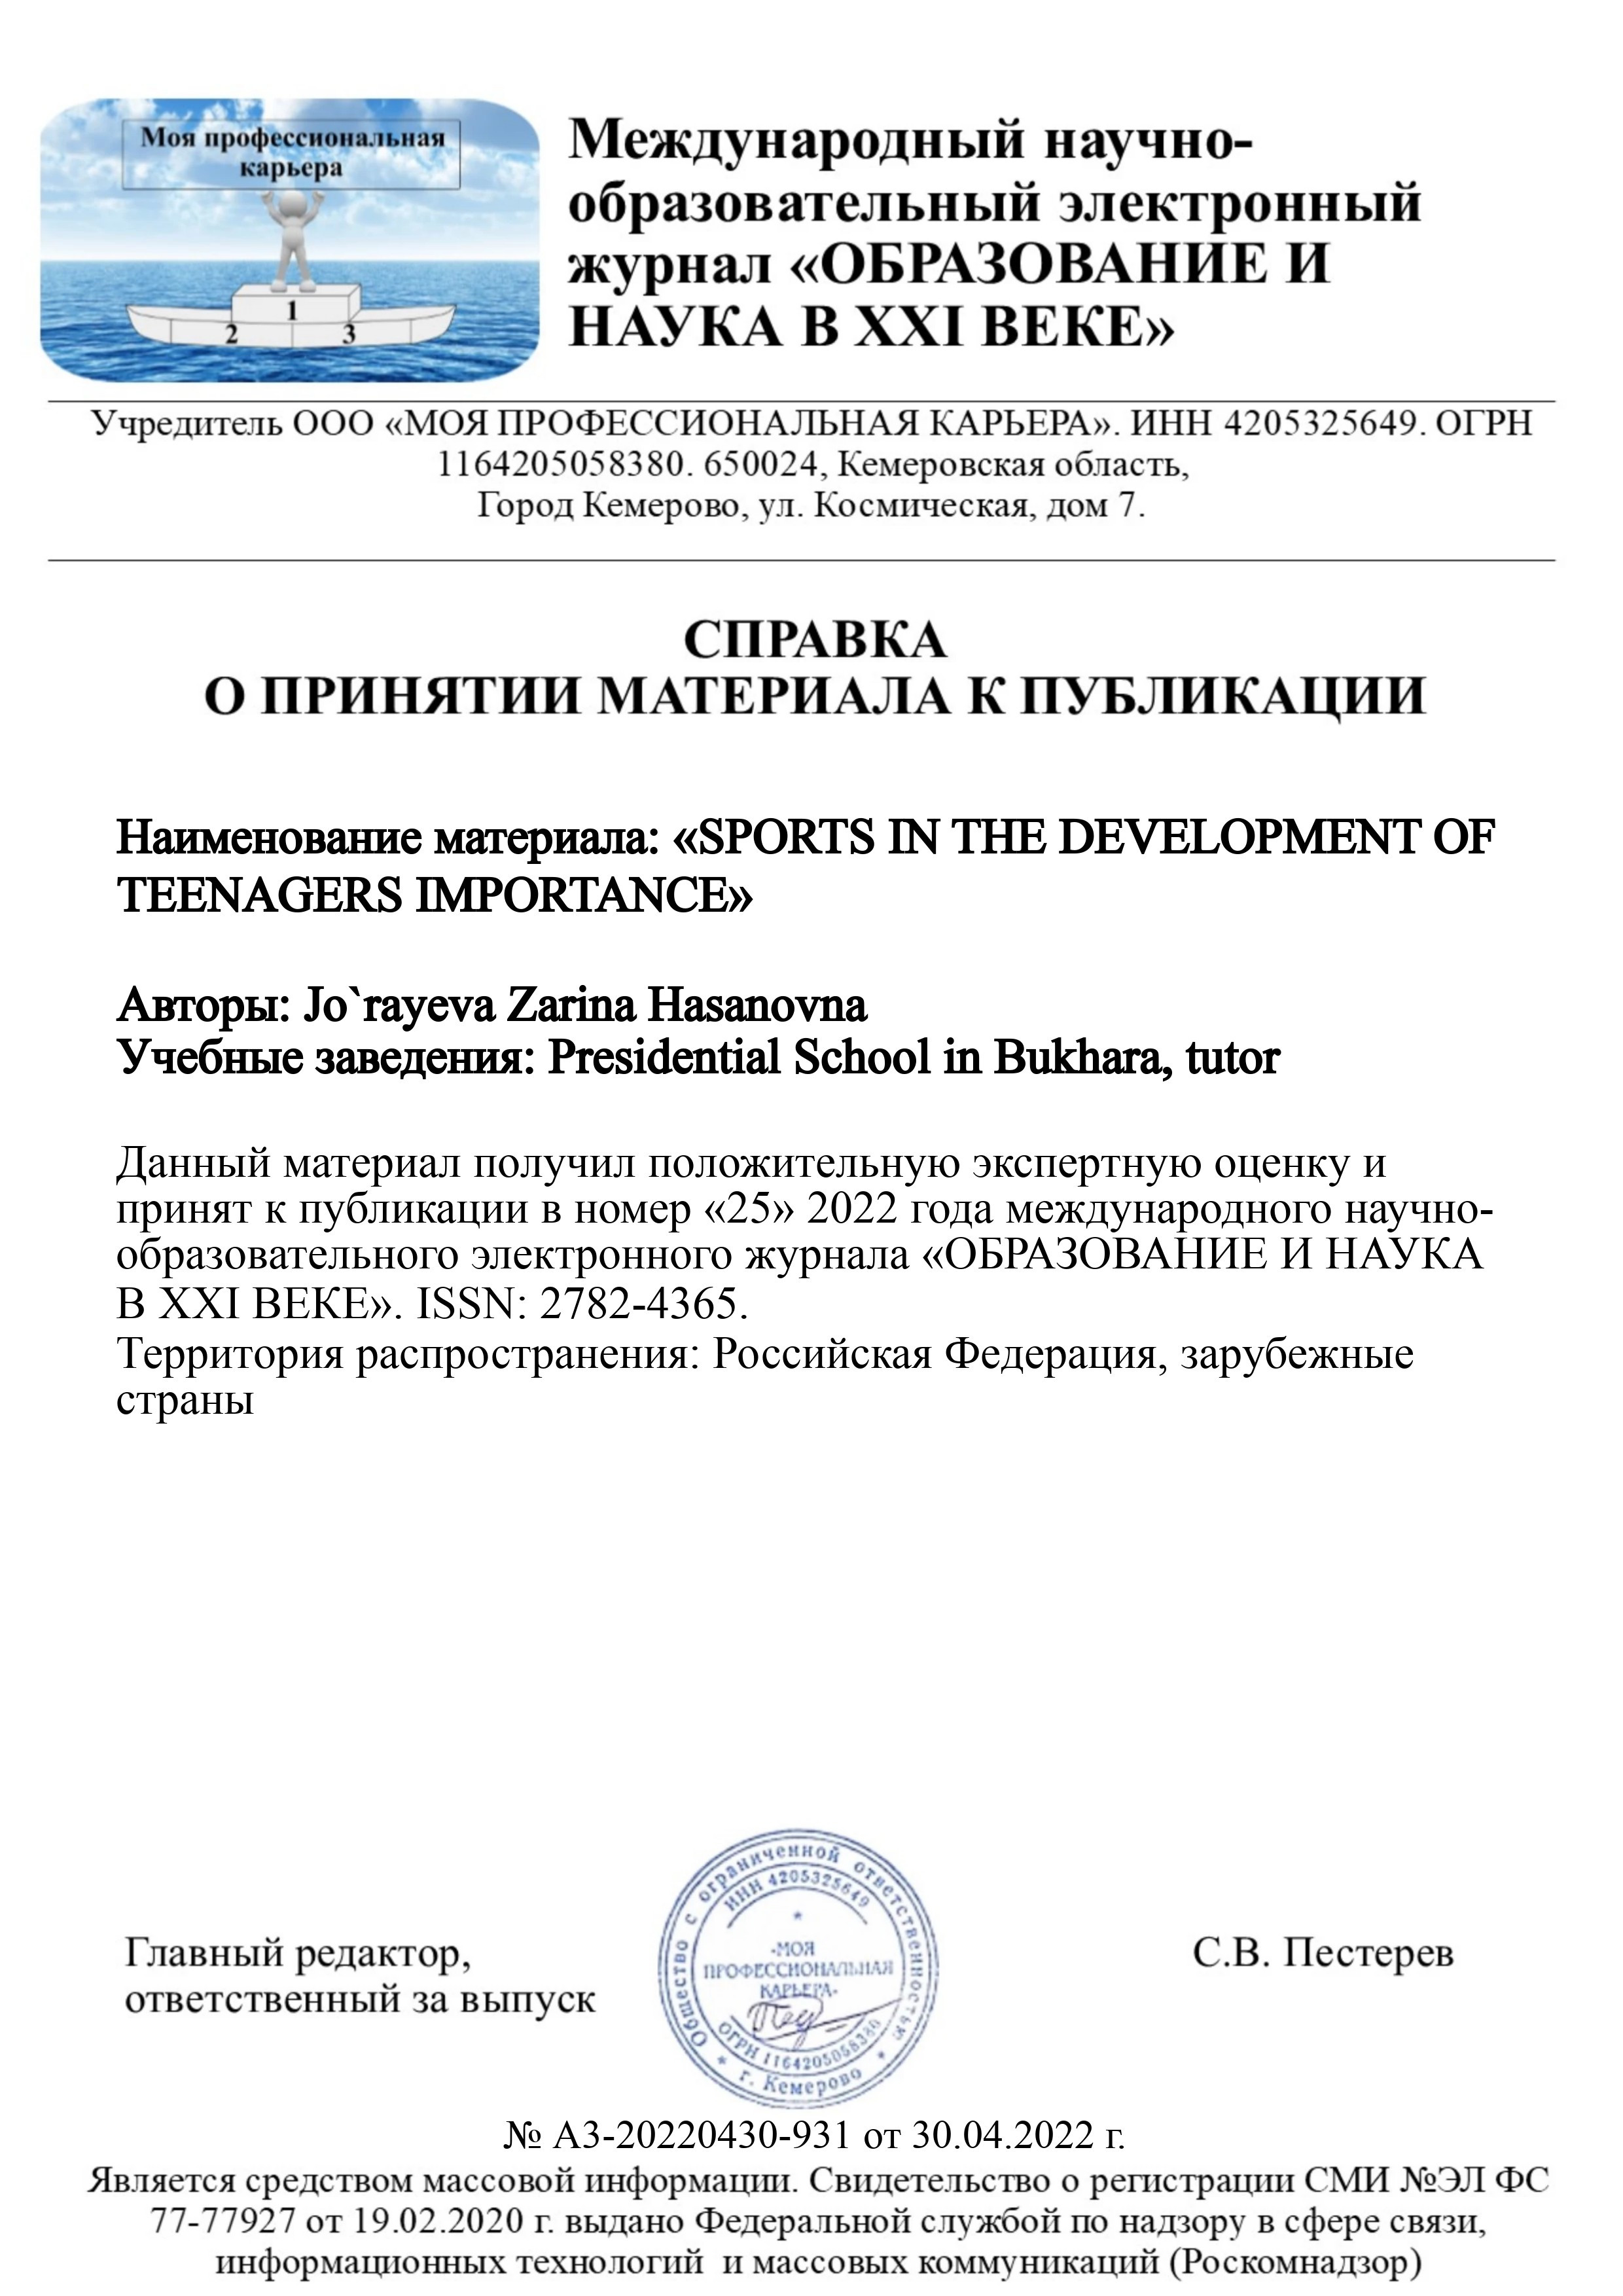 Моя профессиональная
карьера
1
2
3
Международный научно-
образовательный электронный
журнал «ОБРАЗОВАНИЕ И
НАУКА В XXI ВЕКЕ»
Учредитель ООО «МОЯ ПРОФЕССИОНАЛЬНАЯ КАРЬЕРА». ИНН 4205325649. ОГРН
1164205058380. 650024, Кемеровская область,
Город Кемерово, ул. Космическая, дом 7.
СПРАВКА
О ПРИНЯТИИ МАТЕРИАЛА К ПУБЛИКАЦИИ
Наименование материала: «SPORTS IN THE DEVELOPMENT OF
TEENAGERS IMPORTANCE»
Авторы: Jo`rayeva Zarina Hasanovna
Учебные заведения: Presidential School in Bukhara, tutor
Данный материал получил положительную экспертную оценку и
принят к публикации в номер «25» 2022 года международного научно-
образовательного электронного журнала «ОБРАЗОВАНИЕ И НАУКА
В XXI ВЕКЕ». ISSN: 2782-4365.
Территория распространения: Российская Федерация, зарубежные
страны
Главный редактор,
ответственный за выпуск
Общество с ограниченной ответственностью
ИНН 4205325649
«МОЯ
ПРОФЕССИОНАЛЬНАЯ
КАРЬЕРА»
ОГРН 1164205058380
г. Кемерово
С.В. Пестерев
№ А3-20220430-931 от 30.04.2022 г.
Является средством массовой информации. Свидетельство о регистрации СМИ №ЭЛ ФС
77-77927 от 19.02.2020 г. выдано Федеральной службой по надзору в сфере связи,
информационных технологий и массовых коммуникаций (Роскомнадзор)